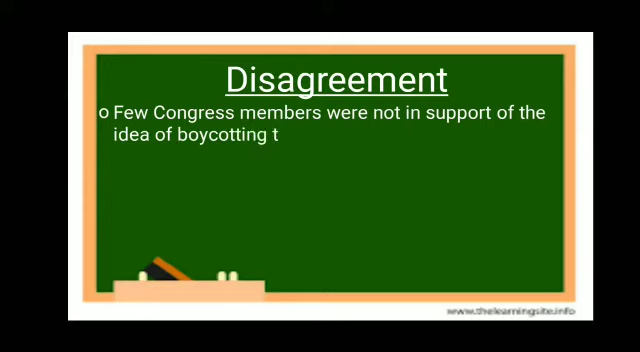 Disagreement
o Few Congress members were not in support of the
idea of boycotting t
www.thelearningsite.info